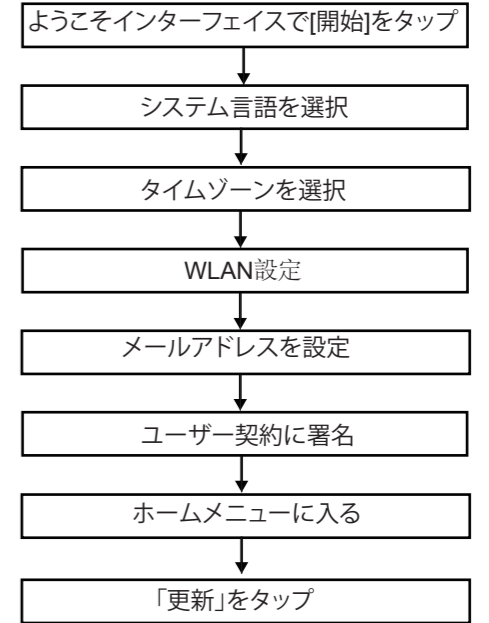 ようこそインターフェイスで[開始]をタップ
システム言語を選択
タイムゾーンを選択
WLAN设定
メールアドレスを設定
ユーザー契約に署名
ホームメニューに入る
「更新」をタップ